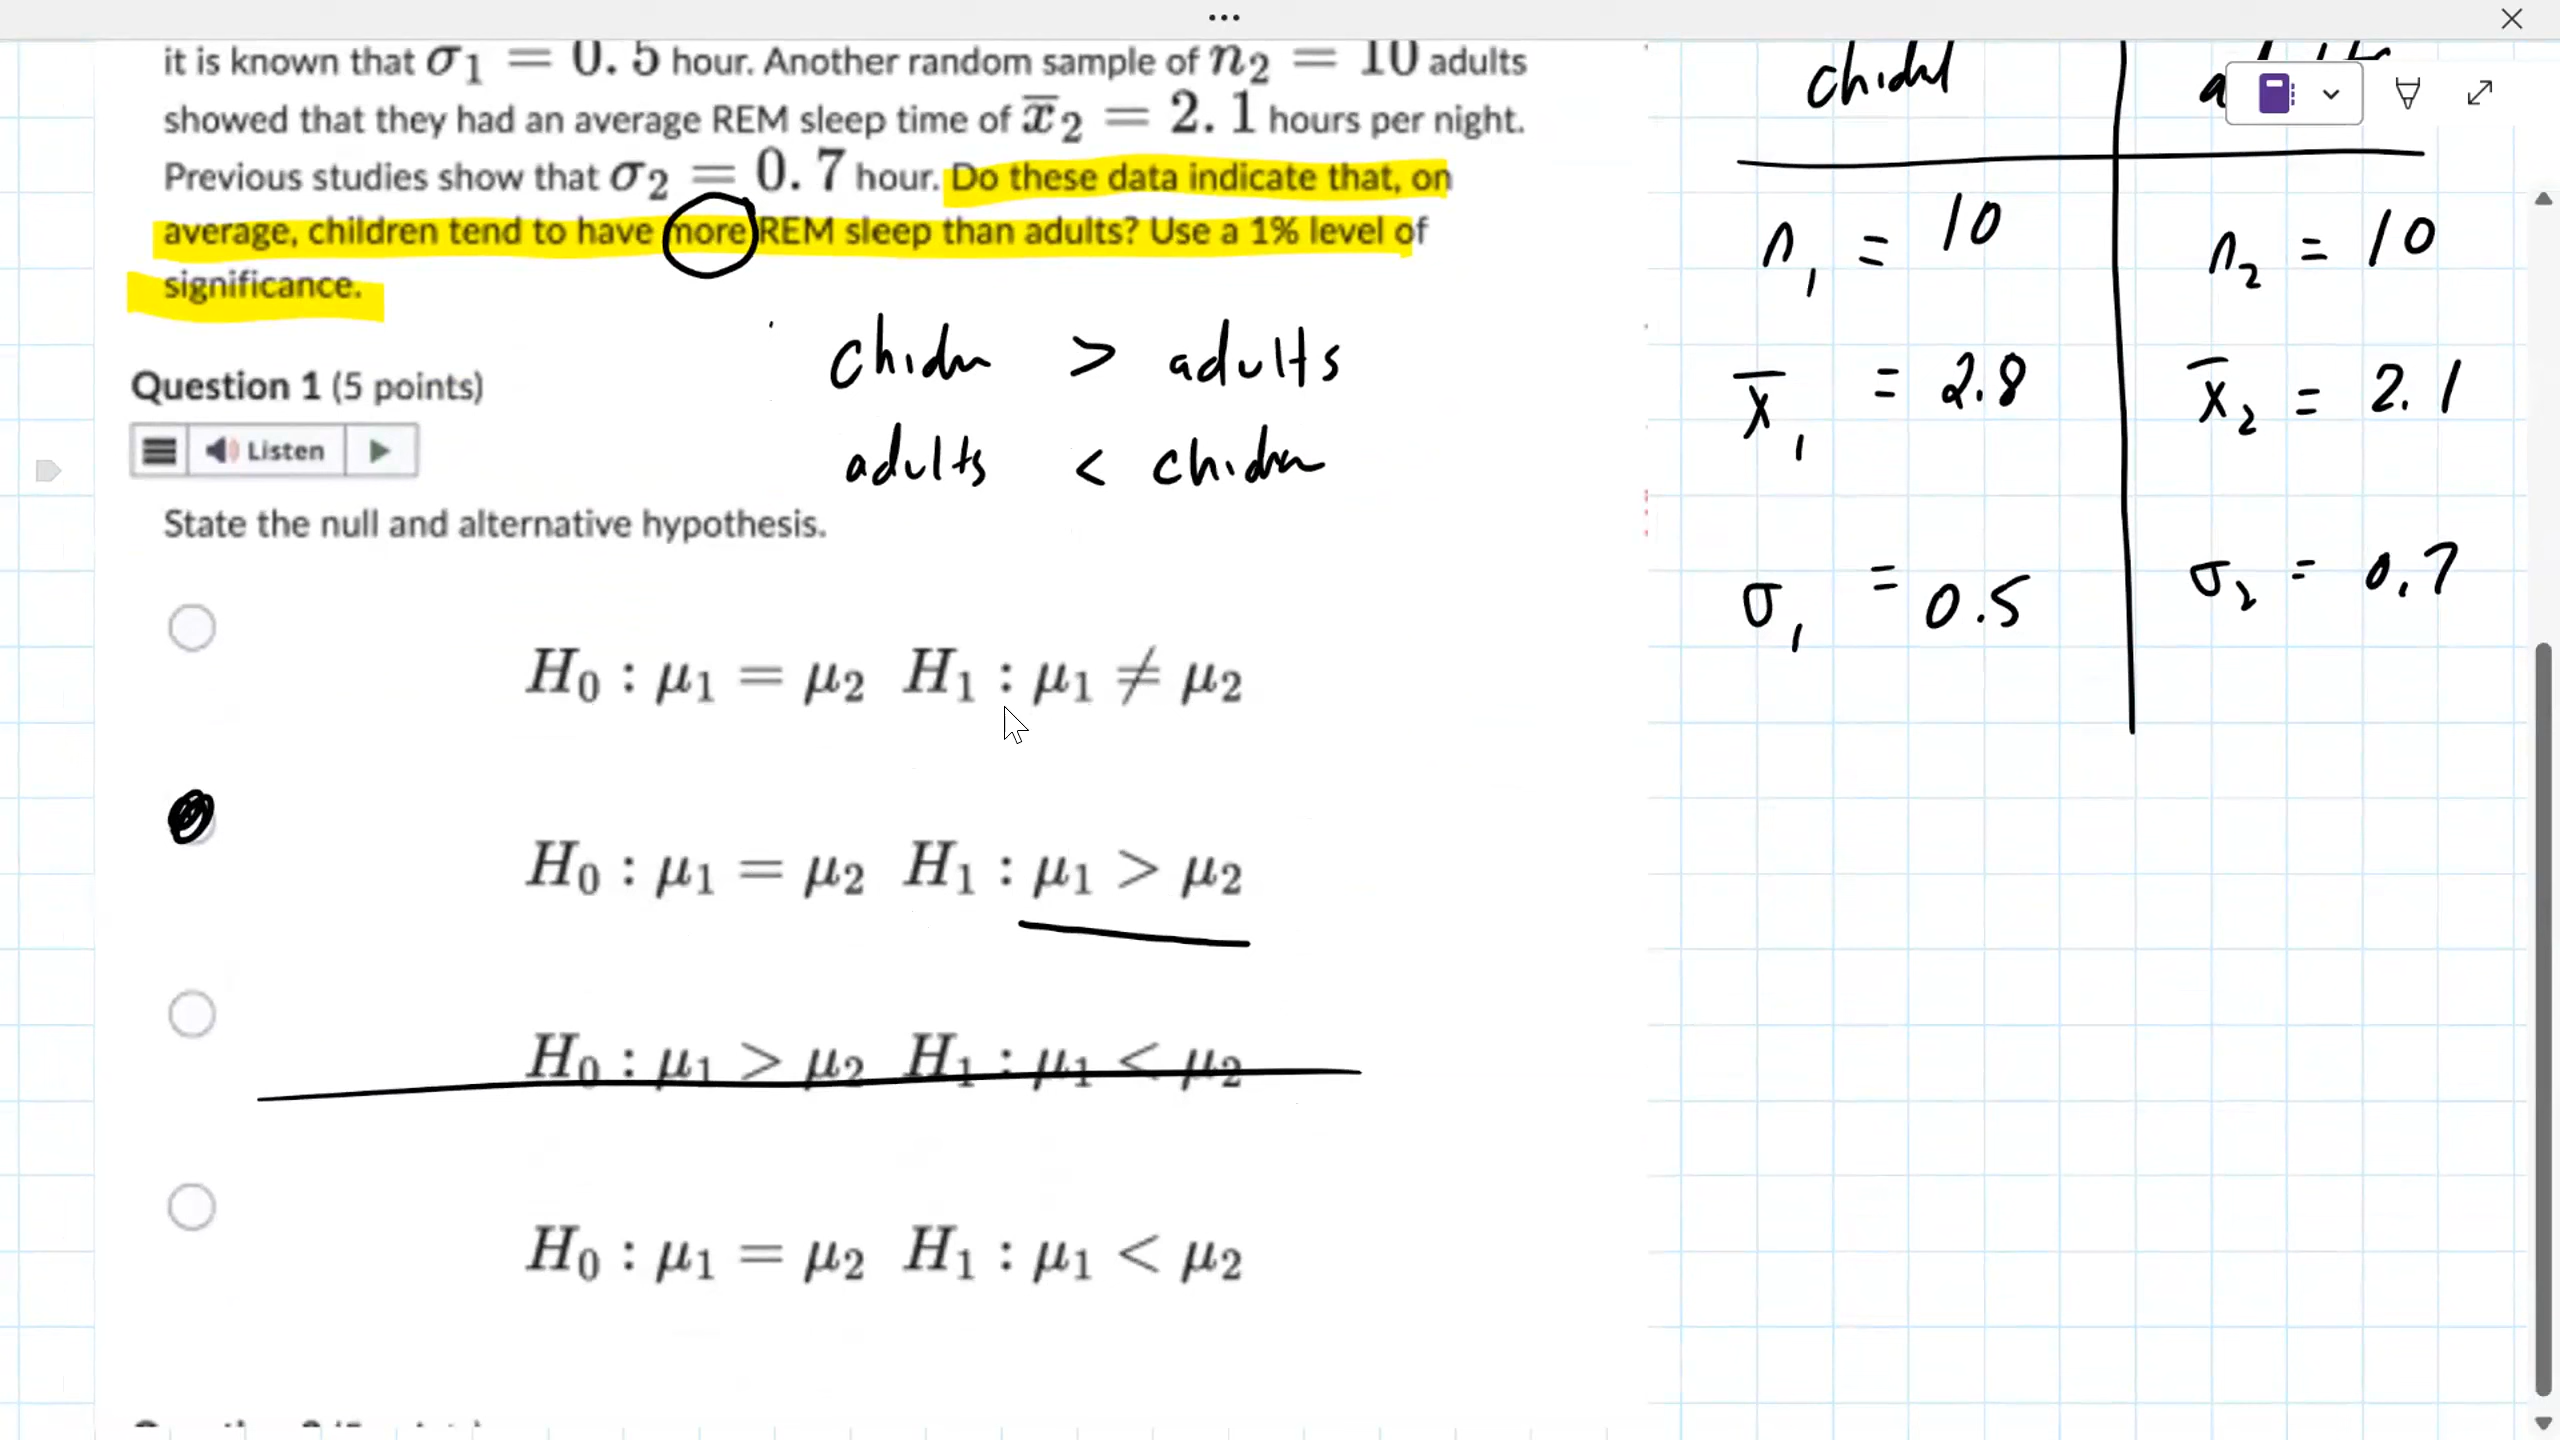 it is known that σ1 = 0.5 hour. Another random sample of n2 = 10 adults
showed that they had an average REM sleep time of x̅2 = 2.1 hours per night.
Previous studies show that σ2 = 0.7 hour. Do these data indicate that, on
average, children tend to have more REM sleep than adults? Use a 1% level of
significance.
chidn > adults
adults < chidrn
Question 1 (5 points)
Listen
State the null and alternative hypothesis.
H0 : μ1 = μ2 H1 : μ1 ≠ μ2
H0 : μ1 = μ2 H1 : μ1 > μ2
H0 : μ1 > μ2 H1 : μ1 < μ2
H0 : μ1 = μ2 H1 : μ1 < μ2
n1 = 10 n2 = 10
x̅1 = 2.8 x̅2 = 2.1
σ1 = 0.5 σ2 = 0.7